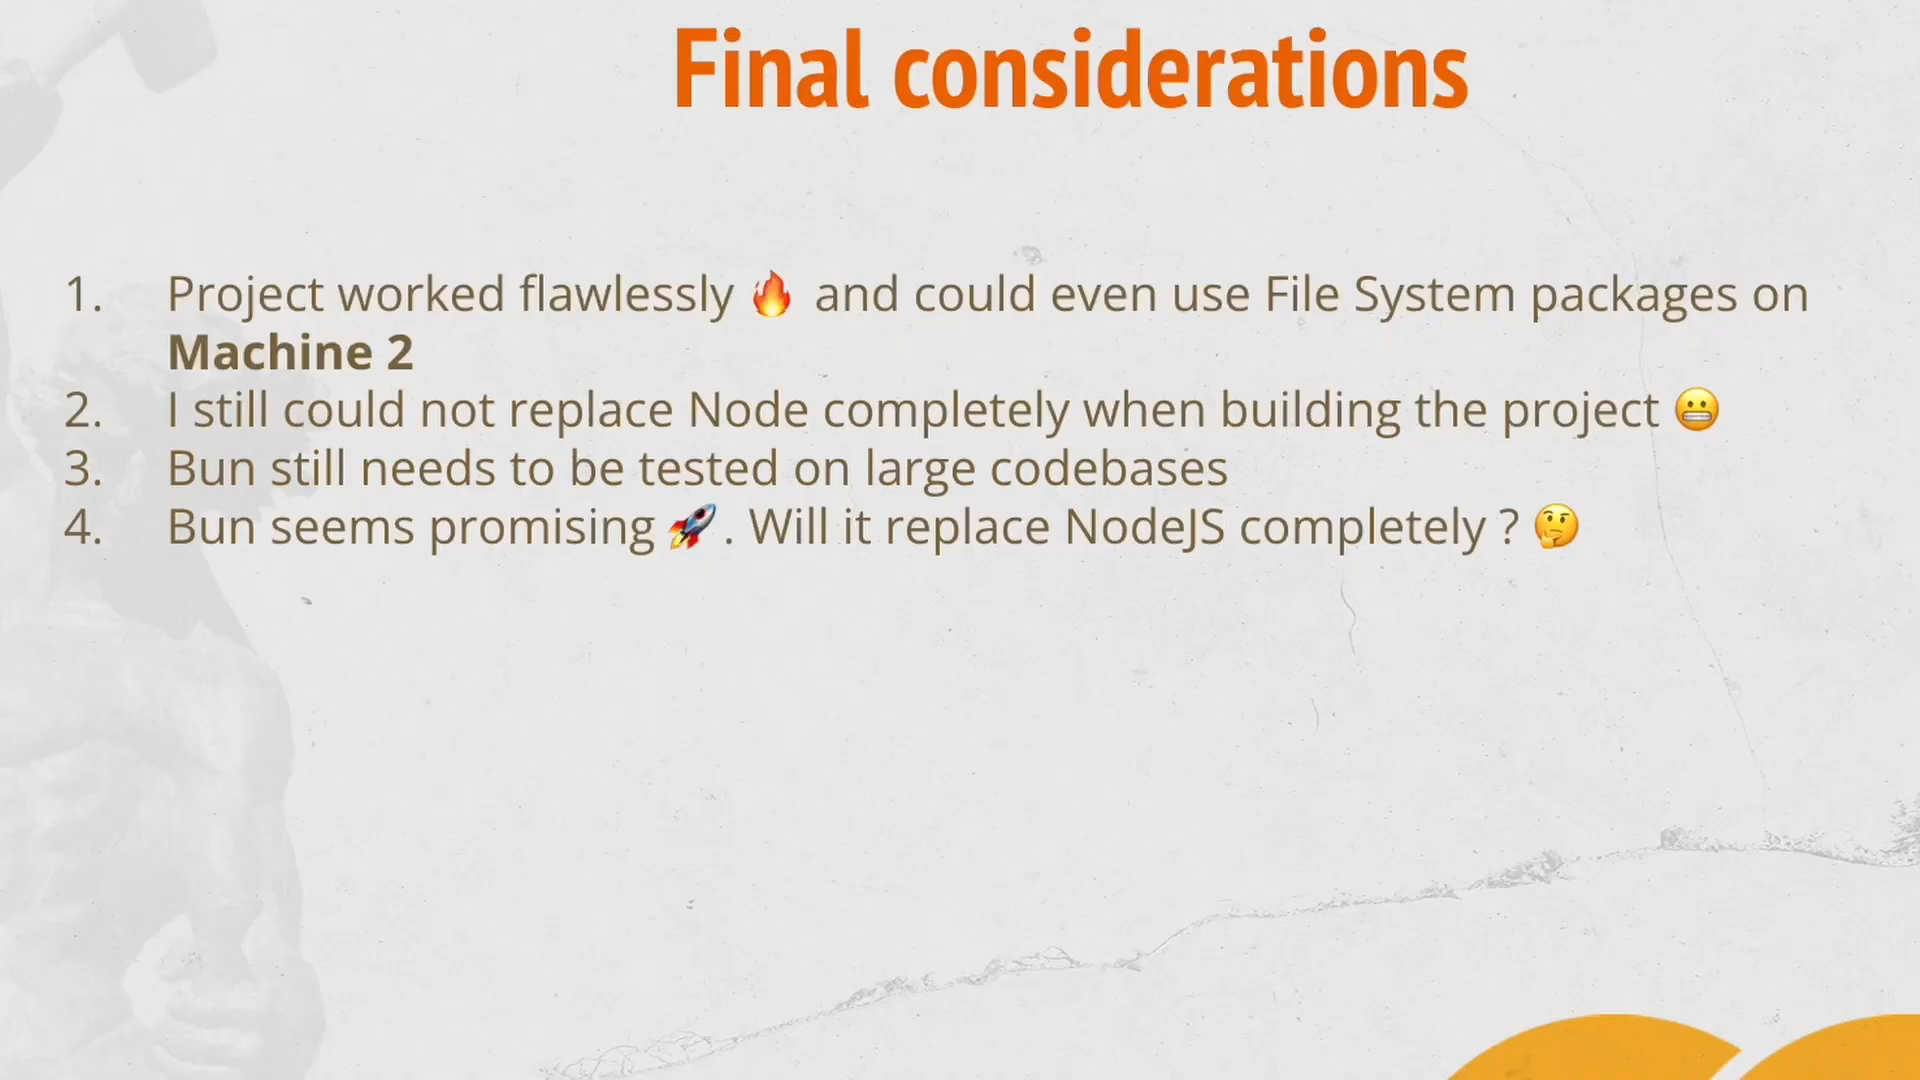 Final considerations
1. Project worked flawlessly 🔥 and could even use File System packages on
Machine 2
2. I still could not replace Node completely when building the project 😬
3. Bun still needs to be tested on large codebases
4. Bun seems promising 🚀. Will it replace NodeJS completely ? 🤔